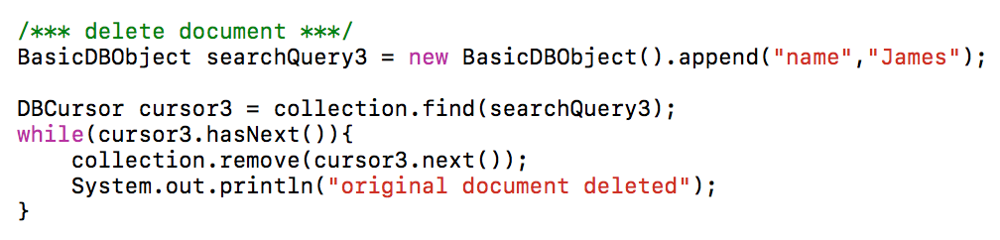 /*** delete document ***/
BasicDBObject searchQuery3 = new BasicDBObject().append("name","James");
DBCursor cursor3 = collection.find(searchQuery3);
while(cursor3.hasNext()){
    collection.remove(cursor3.next());
    System.out.println("original document deleted");
}